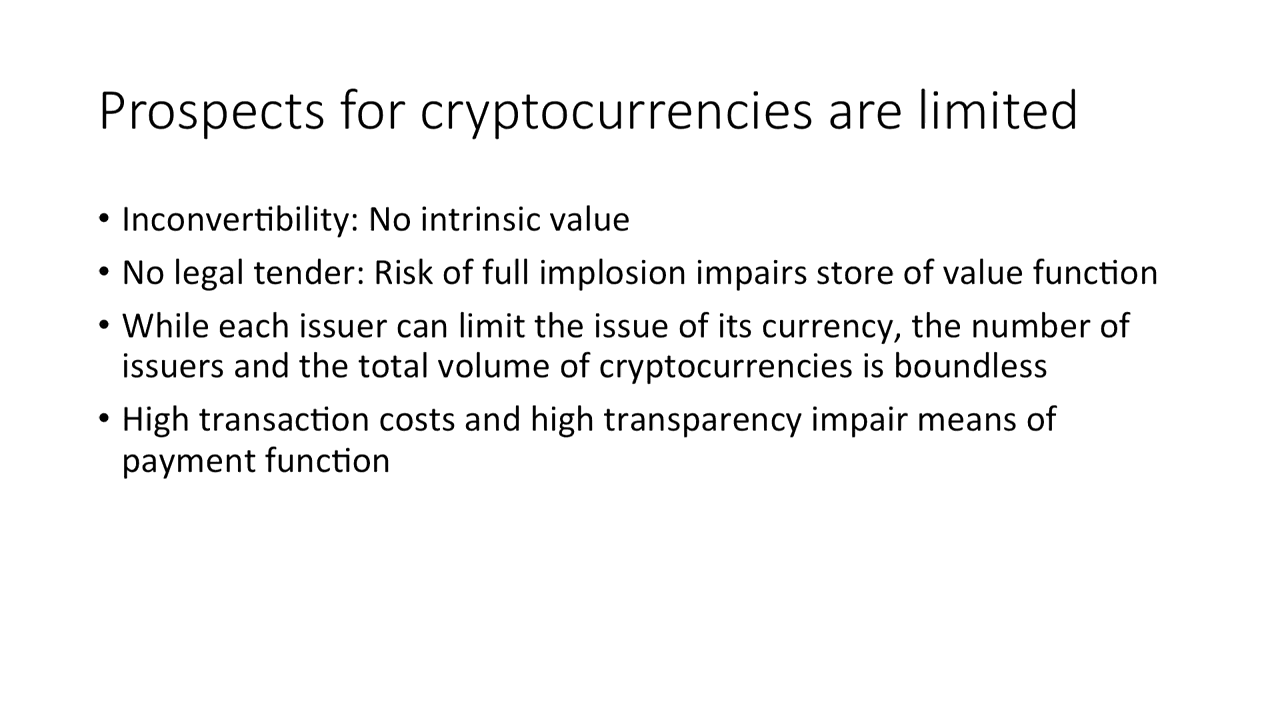 Prospects for cryptocurrencies are limited
• Inconvertibility: No intrinsic value
• No legal tender: Risk of full implosion impairs store of value function
• While each issuer can limit the issue of its currency, the number of
issuers and the total volume of cryptocurrencies is boundless
• High transaction costs and high transparency impair means of
payment function